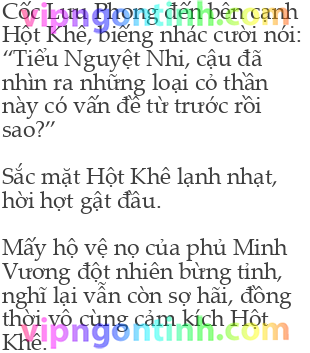 Cốc Lưu Phong đến bên cạnh
Hột Khê, biếng nhác cười nói:
“Tiểu Nguyệt Nhi, cậu đã
nhìn ra những loại cỏ thần
này có vấn đề từ trước rồi
sao?”
Sắc mặt Hột Khê lạnh nhạt,
hời hợt gật đầu.
Mấy hộ vệ nọ của phủ Minh
Vương đột nhiên bừng tỉnh,
nghĩ lại vẫn còn sợ hãi, đồng
thời vô cùng cảm kích Hột
Khê.
vipngontinh.com
vipngontinh.com